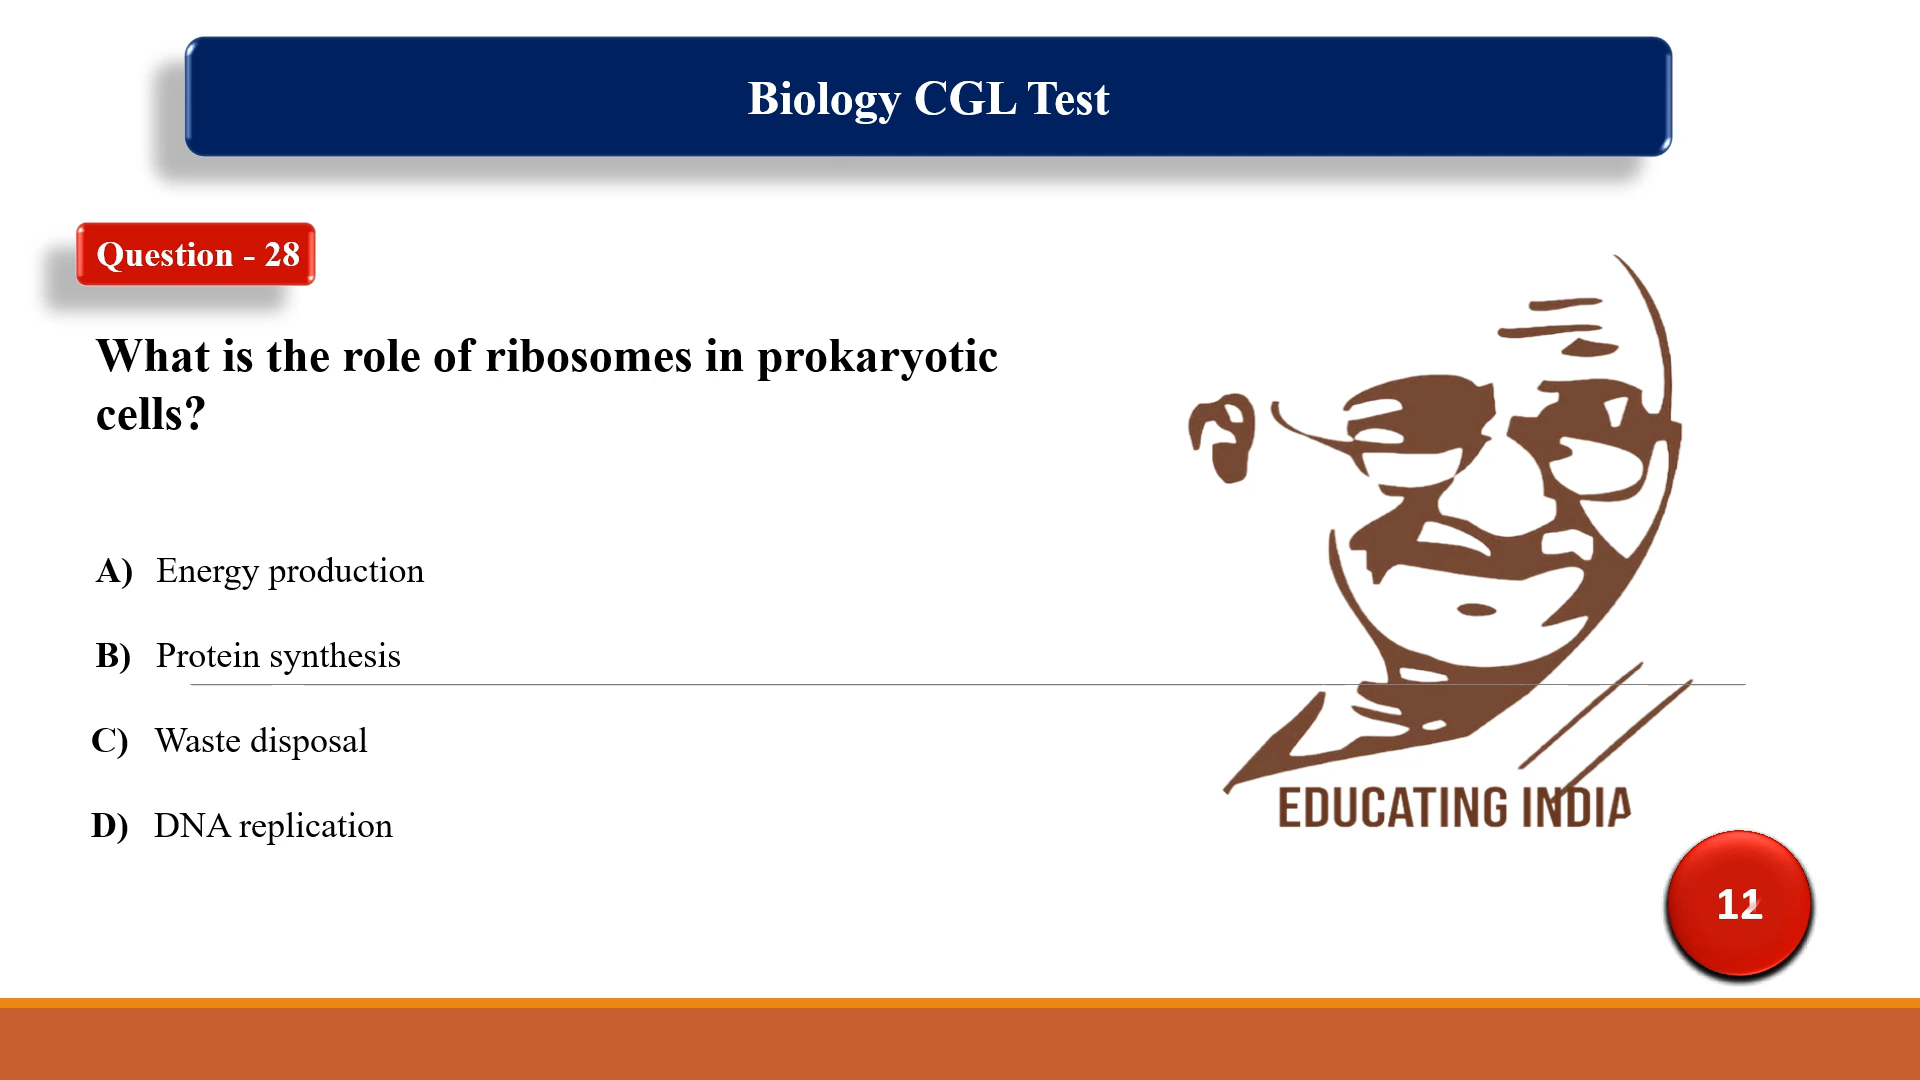 Biology CGL Test
Question - 28
What is the role of ribosomes in prokaryotic
cells?
A) Energy production
B) Protein synthesis
C) Waste disposal
D) DNA replication
EDUCATING INDIA